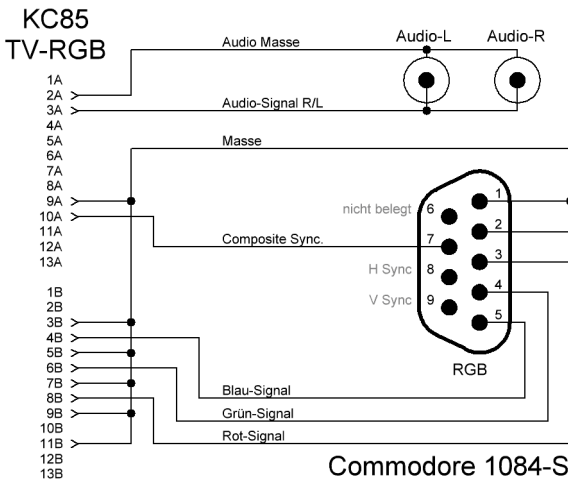 KC85
TV-RGB
Audio Masse
Audio-L
Audio-R
1A
2A
3A
Audio-Signal R/L
4A
5A
6A
Masse
7A
8A
9A
10A
11A
12A
13A
Composite Sync.
nicht belegt
H Sync
V Sync
1
2
3
4
5
6
7
8
9
RGB
1B
2B
3B
4B
5B
6B
7B
8B
9B
10B
11B
12B
13B
Blau-Signal
Grün-Signal
Rot-Signal
Commodore 1084-S